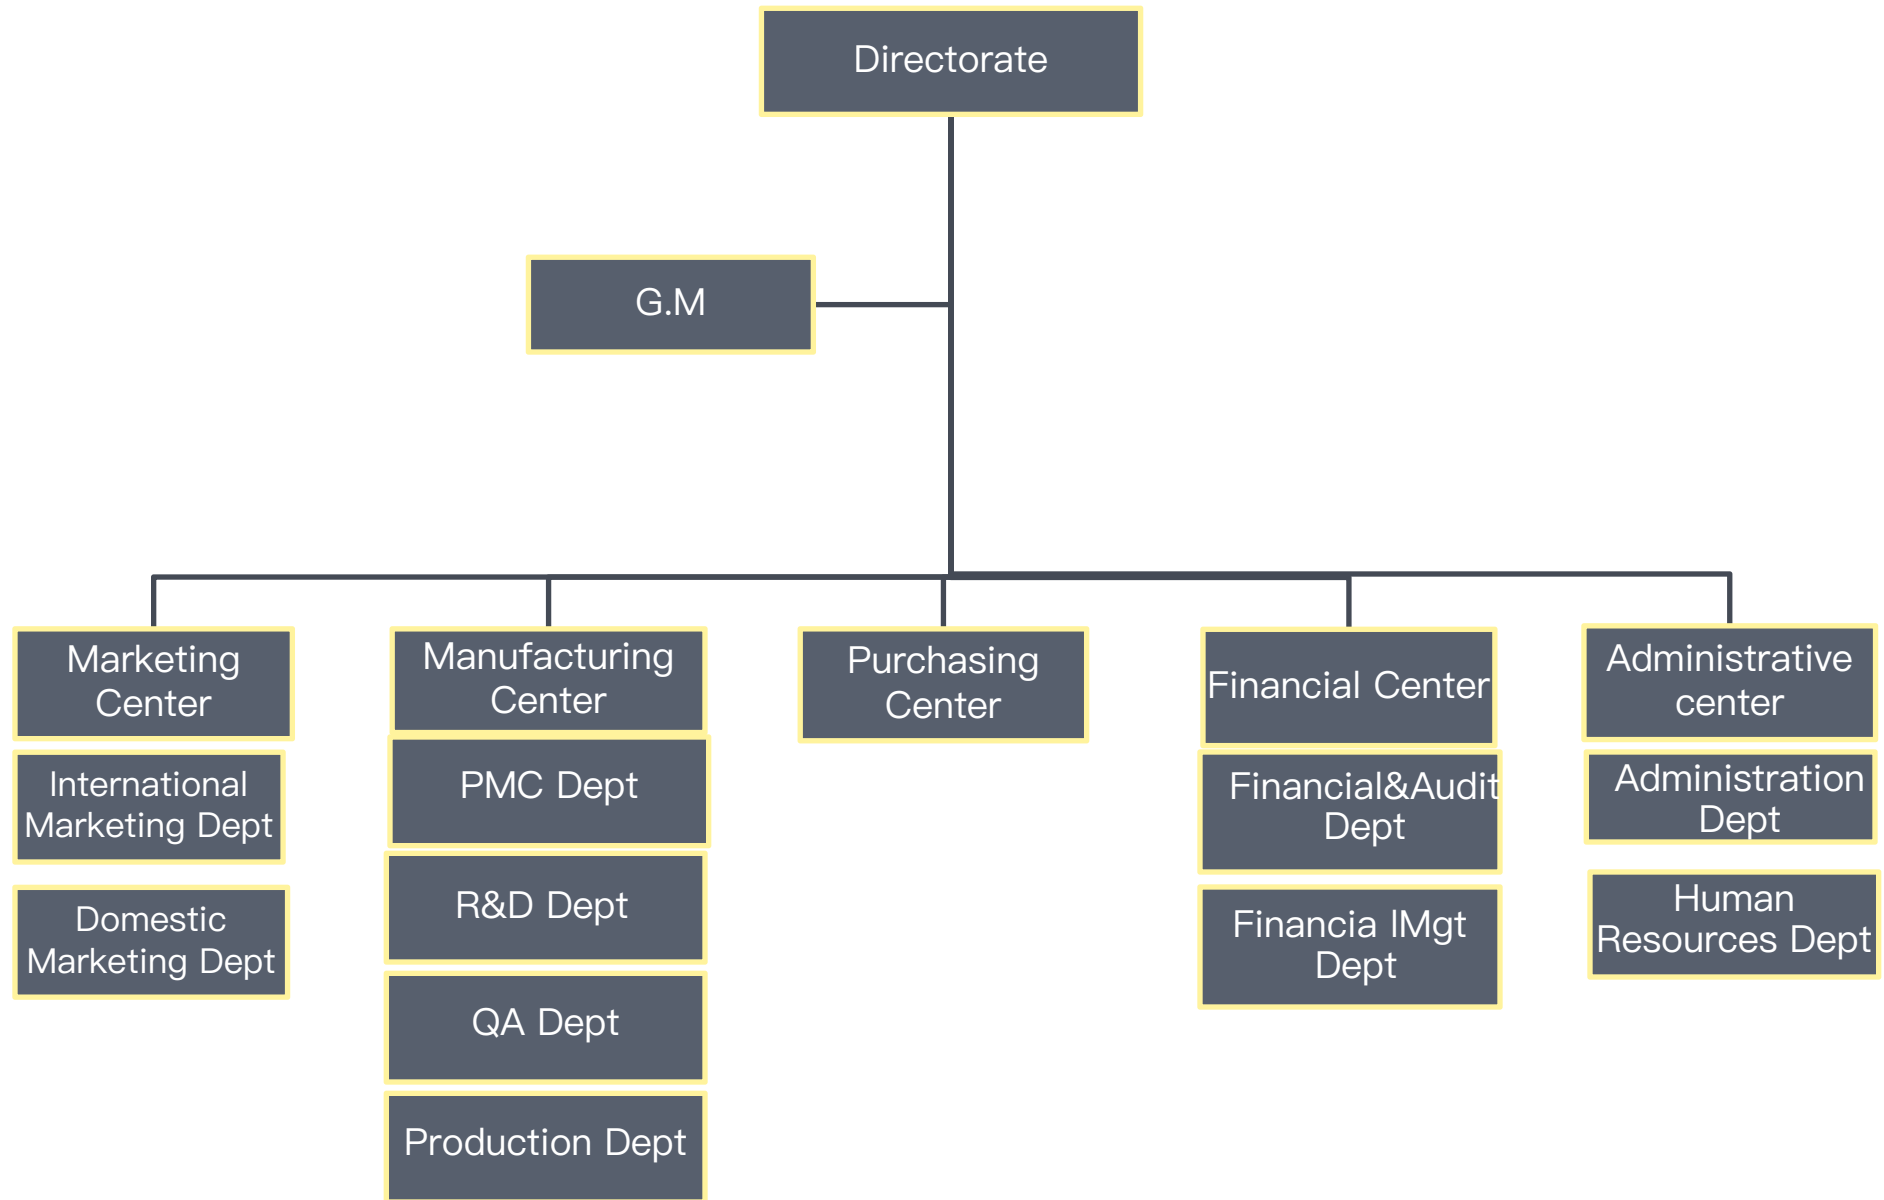 Directorate
G.M
Marketing
Center
International
Marketing Dept
Domestic
Marketing Dept
Manufacturing
Center
PMC Dept
R&D Dept
QA Dept
Production Dept
Purchasing
Center
Financial Center
Financial&Audit
Dept
Financia lMgt
Dept
Administrative
center
Administration
Dept
Human
Resources Dept